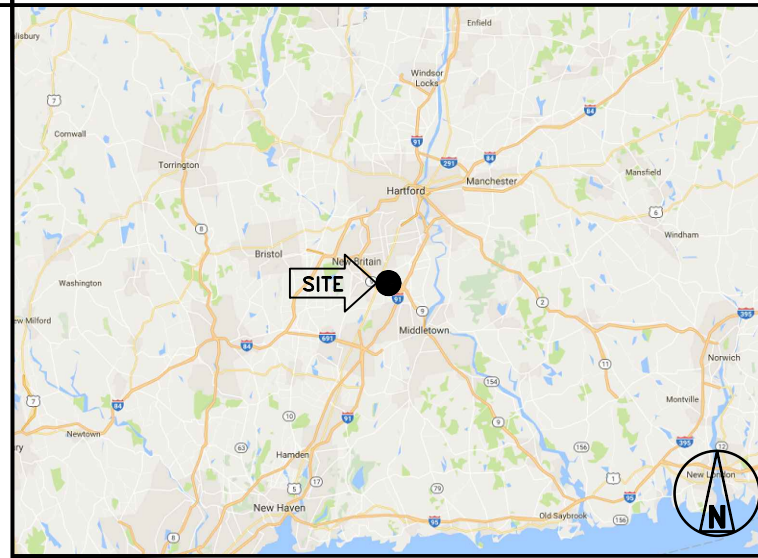 Enfield
lisbury
Windsor
Locks
7
84
Cornwall
91
Torrington
291
84
Mansfield
Manchester
Hartford
6
8
Windham
Bristol
New Britain
Washington
SITE
91
9
2
395
ew Milford
Middletown
691
84
Norwich
11
154
7
84
Montville
10
91
9
Newtown
63
156
395
12
ry
Hamden
New London
5
17
79
1
95
New Haven
Old Saybrook
156
95
8
N